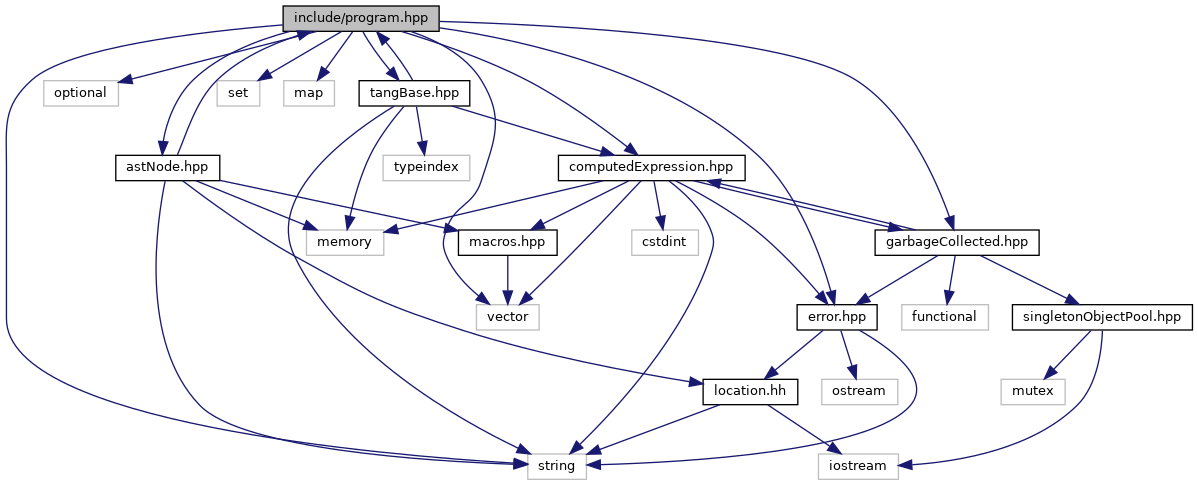 include/program.hpp
optional
set
map
tangBase.hpp
astNode.hpp
typeindex
computedExpression.hpp
memory
macros.hpp
cstdint
garbageCollected.hpp
vector
error.hpp
functional
singletonObjectPool.hpp
location.hh
ostream
mutex
string
iostream